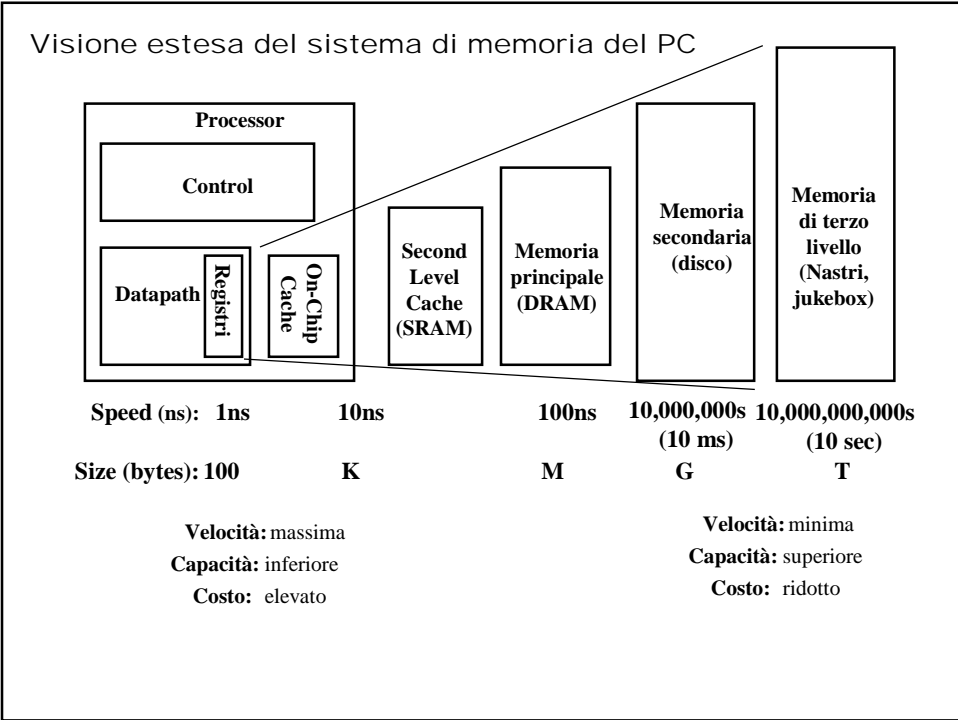 Visione estesa del sistema di memoria del PC
Processor
Control
Datapath
Registri
On-Chip
Cache
Second
Level
Cache
(SRAM)
Memoria
principale
(DRAM)
Memoria
secondaria
(disco)
Memoria
di terzo
livello
(Nastri,
jukebox)
Speed (ns): 1ns 10ns 100ns 10,000,000s 10,000,000,000s
(10 ms) (10 sec)
Size (bytes): 100 K M G T
Velocità: massima
Capacità: inferiore
Costo: elevato
Velocità: minima
Capacità: superiore
Costo: ridotto